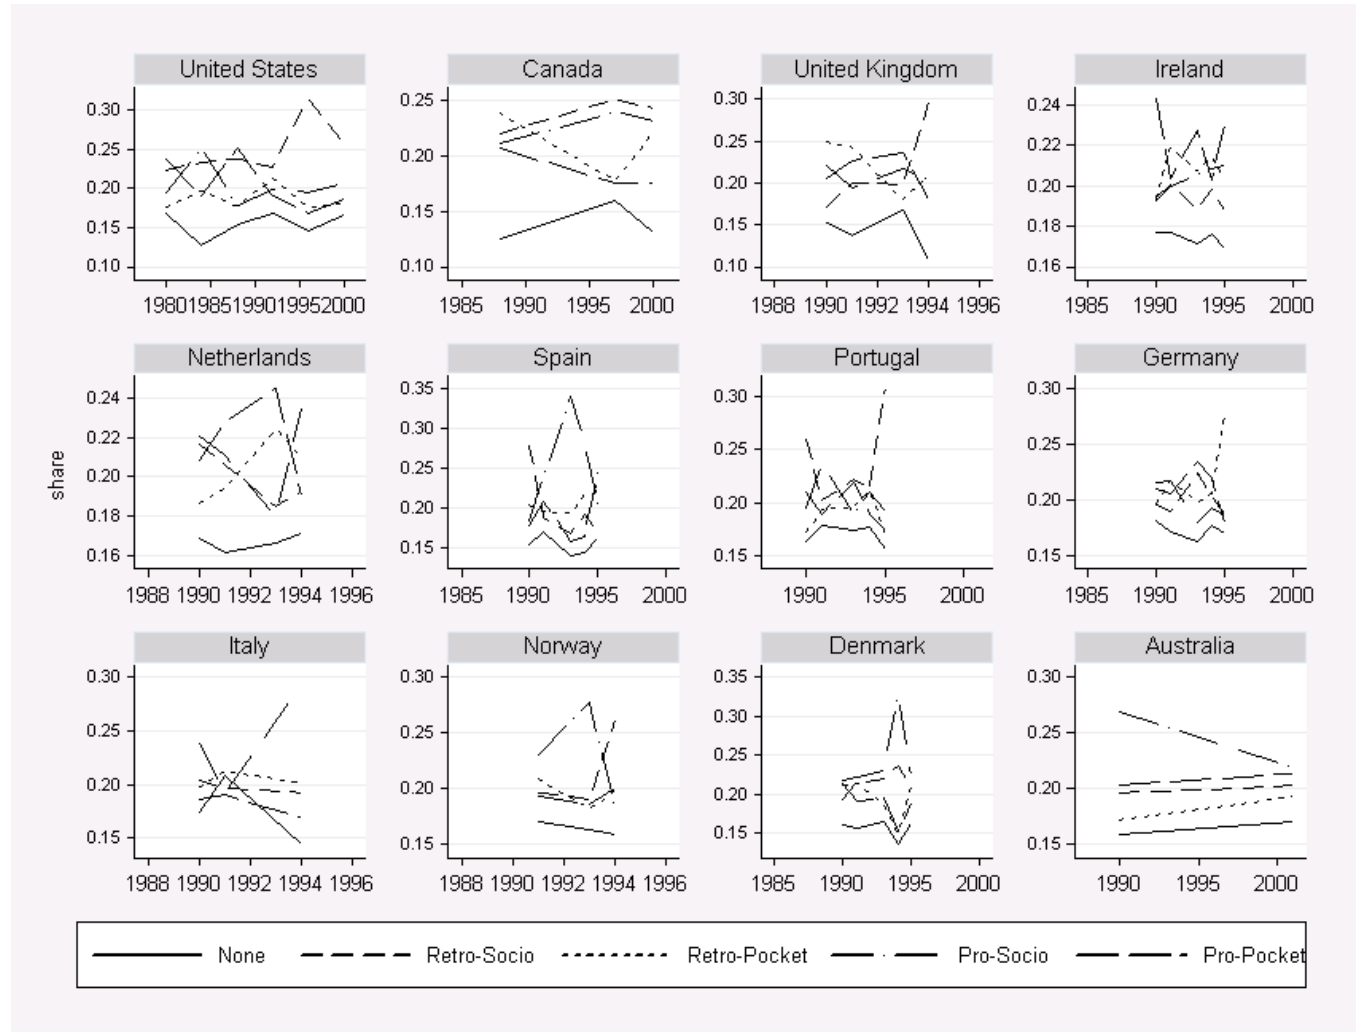 United States Canada United Kingdom Ireland
0.30 0.25 0.30 0.24
0.25 0.20 0.25 0.22
0.20 0.15 0.20 0.20
0.15 0.10 0.15 0.18
0.10 0.10 0.16
1980 1985 1990 1995 2000 1985 1990 1995 2000 1988 1990 1992 1994 1996 1985 1990 1995 2000
Netherlands Spain Portugal Germany
0.24 0.35 0.30 0.30
0.22 0.30 0.25 0.25
0.20 0.25 0.20 0.20
0.18 0.20 0.15 0.15
0.16 0.15
share
1988 1990 1992 1994 1996 1985 1990 1995 2000 1990 1995 2000 1985 1990 1995 2000
Italy Norway Denmark Australia
0.30 0.30 0.35 0.30
0.25 0.25 0.30 0.25
0.20 0.20 0.25 0.20
0.15 0.15 0.20 0.15
0.15
1988 1990 1992 1994 1996 1988 1990 1992 1994 1996 1985 1990 1995 2000 1990 1995 2000
None Retro-Socio Retro-Pocket Pro-Socio Pro-Pocket